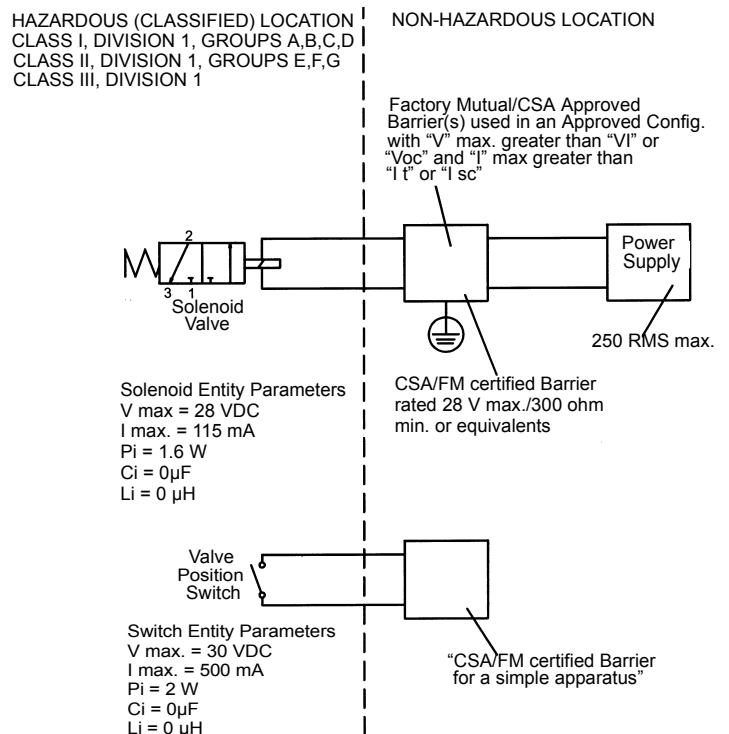 HAZARDOUS (CLASSIFIED) LOCATION
CLASS I, DIVISION 1, GROUPS A,B,C,D
CLASS II, DIVISION 1, GROUPS E,F,G
CLASS III, DIVISION 1
NON-HAZARDOUS LOCATION
Factory Mutual/CSA Approved
Barrier(s) used in an Approved Config.
with “V” max. greater than “VI” or
“Voc” and “I” max greater than
“I t” or “I sc”
2
3 1
Solenoid
Valve
Power
Supply
250 RMS max.
CSA/FM certified Barrier
rated 28 V max./300 ohm
min. or equivalents
Solenoid Entity Parameters
V max = 28 VDC
I max. = 115 mA
Pi = 1.6 W
Ci = 0µF
Li = 0 µH
Valve
Position
Switch
Switch Entity Parameters
V max. = 30 VDC
I max. = 500 mA
Pi = 2 W
Ci = 0µF
Li = 0 µH
“CSA/FM certified Barrier
for a simple apparatus”